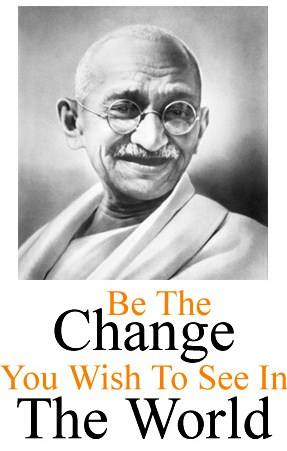 Be The
Change
You Wish To See In
The World